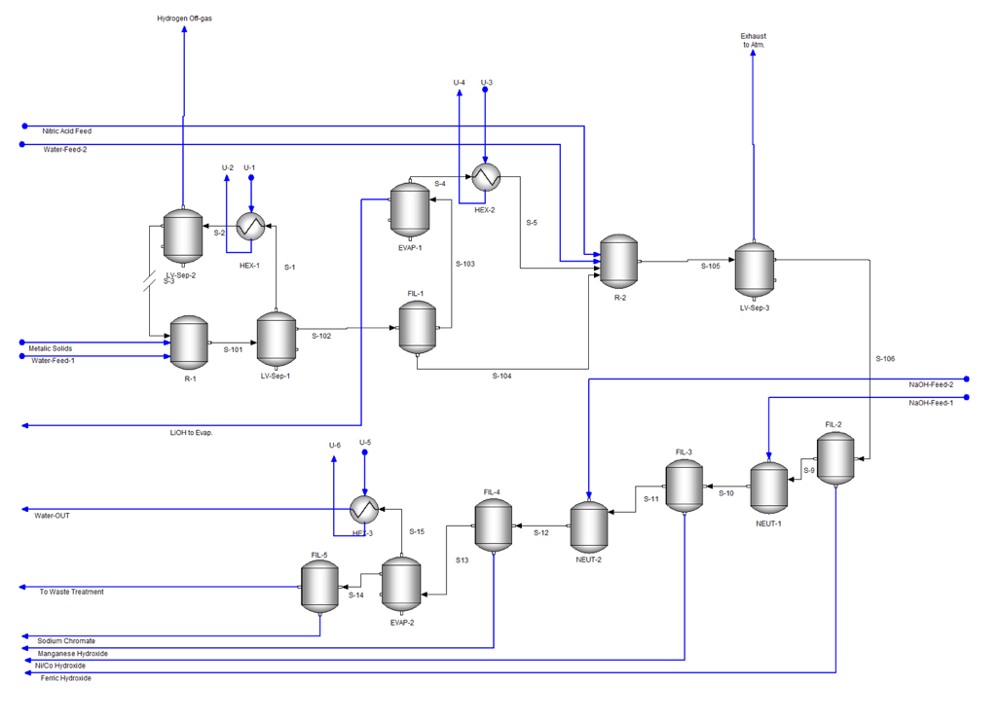 Hydrogen Off-gas
Exhaust
to Atm.
U-4
U-3
Nitric Acid Feed
Water-Feed-2
U-2
U-1
S-4
HEX-2
S-5
S-2
EVAP-1
HEX-1
S-1
S-103
S-105
LV-Sep-2
S-3
FIL-1
R-2
LV-Sep-3
S-102
Metalic Solids
S-101
Water-Feed-1
R-1
LV-Sep-1
S-104
S-106
NaOH-Feed-2
NaOH-Feed-1
LiOH to Evap.
FIL-2
U-6
U-5
FIL-3
S-9
FIL-4
S-10
S-11
Water-OUT
NEUT-1
HEX-3
S-15
S-12
FIL-5
S13
NEUT-2
To Waste Treatment
S-14
EVAP-2
Sodium Chromate
Manganese Hydroxide
Ni/Co Hydroxide
Ferric Hydroxide